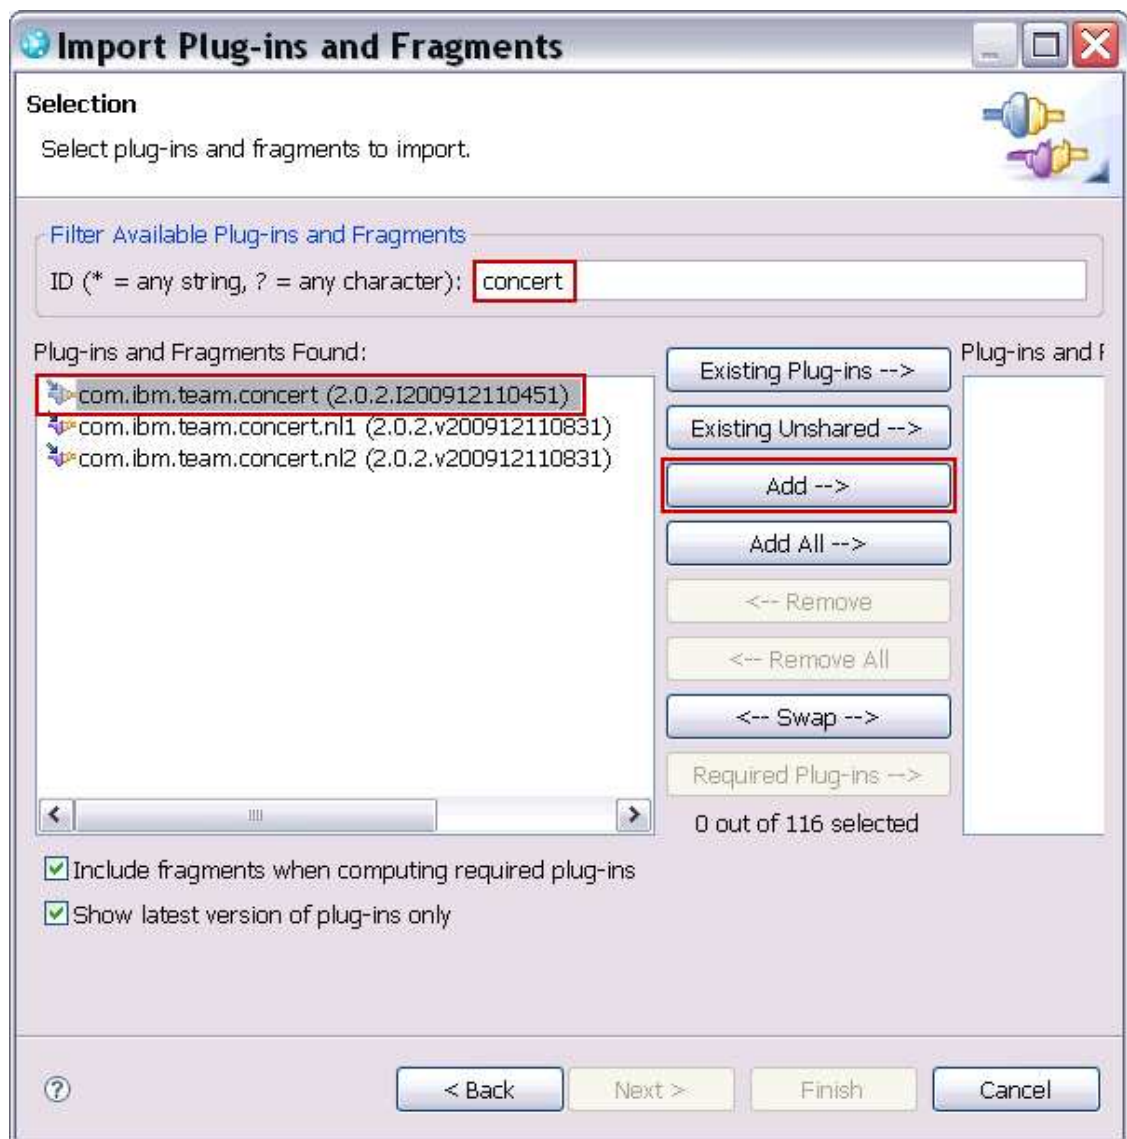 Import Plug-ins and Fragments
Selection
Select plug-ins and fragments to import.
Filter Available Plug-ins and Fragments
ID (* = any string, ? = any character): concert
Plug-ins and Fragments Found:
com.ibm.team.concert (2.0.2.I200912110451)
com.ibm.team.concert.nl1 (2.0.2.v200912110831)
com.ibm.team.concert.nl2 (2.0.2.v200912110831)
Existing Plug-ins -->
Existing Unshared -->
Add -->
Add All -->
<-- Remove
<-- Remove All
<-- Swap -->
Required Plug-ins -->
0 out of 116 selected
Plug-ins and F
Include fragments when computing required plug-ins
Show latest version of plug-ins only
?
< Back
Next >
Finish
Cancel